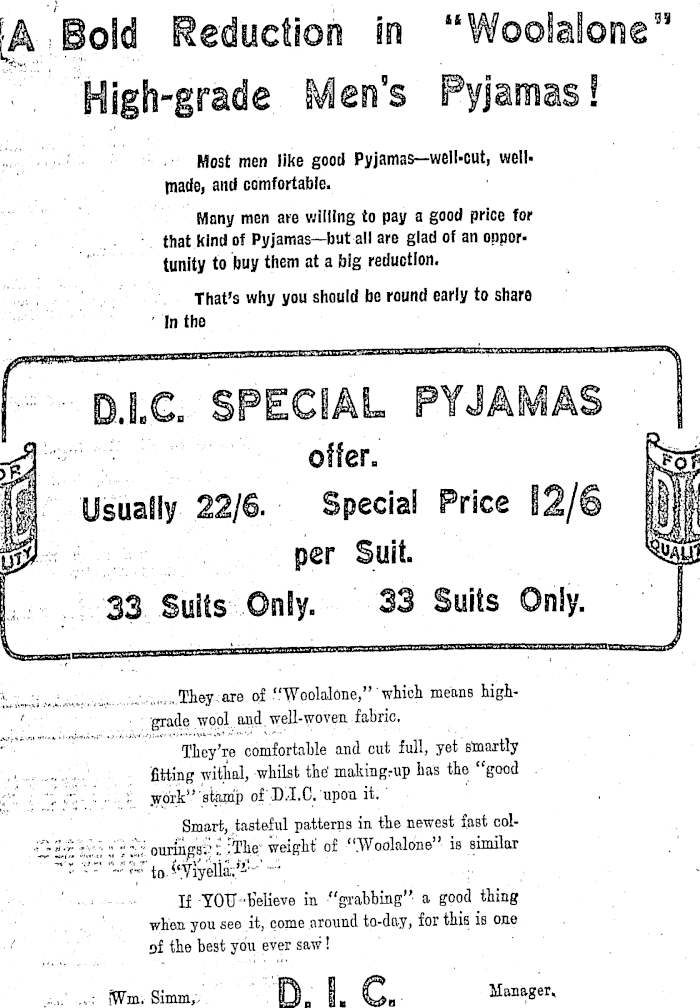 A Bold Reduction in "Woolalone"
High-grade Men's Pyjamas!
Most men like good Pyjamas—well-cut, well-
made, and comfortable.
Many men are willing to pay a good price for
that kind of Pyjamas—but all are glad of an oppor-
tunity to buy them at a big reduction.
That's why you should be round early to share
In the
D.I.C. SPECIAL PYJAMAS
offer.
Usually 22/6. Special Price 12/6
per Suit.
33 Suits Only. 33 Suits Only.
FOR
DIC
QUALITY
They are of "Woolalone," which means high-
grade wool and well-woven fabric.
They're comfortable and cut full, yet smartly
fitting withal, whilst the making-up has the "good
work" stamp of D.I.C. upon it.
Smart, tasteful patterns in the newest fast col-
ourings. The weight of "Woolalone" is similar
to "Viyella."
If YOU believe in "grabbing" a good thing
when you see it, come around to-day, for this is one
of the best you ever saw!
Wm. Simm, D. I. C. Manager.